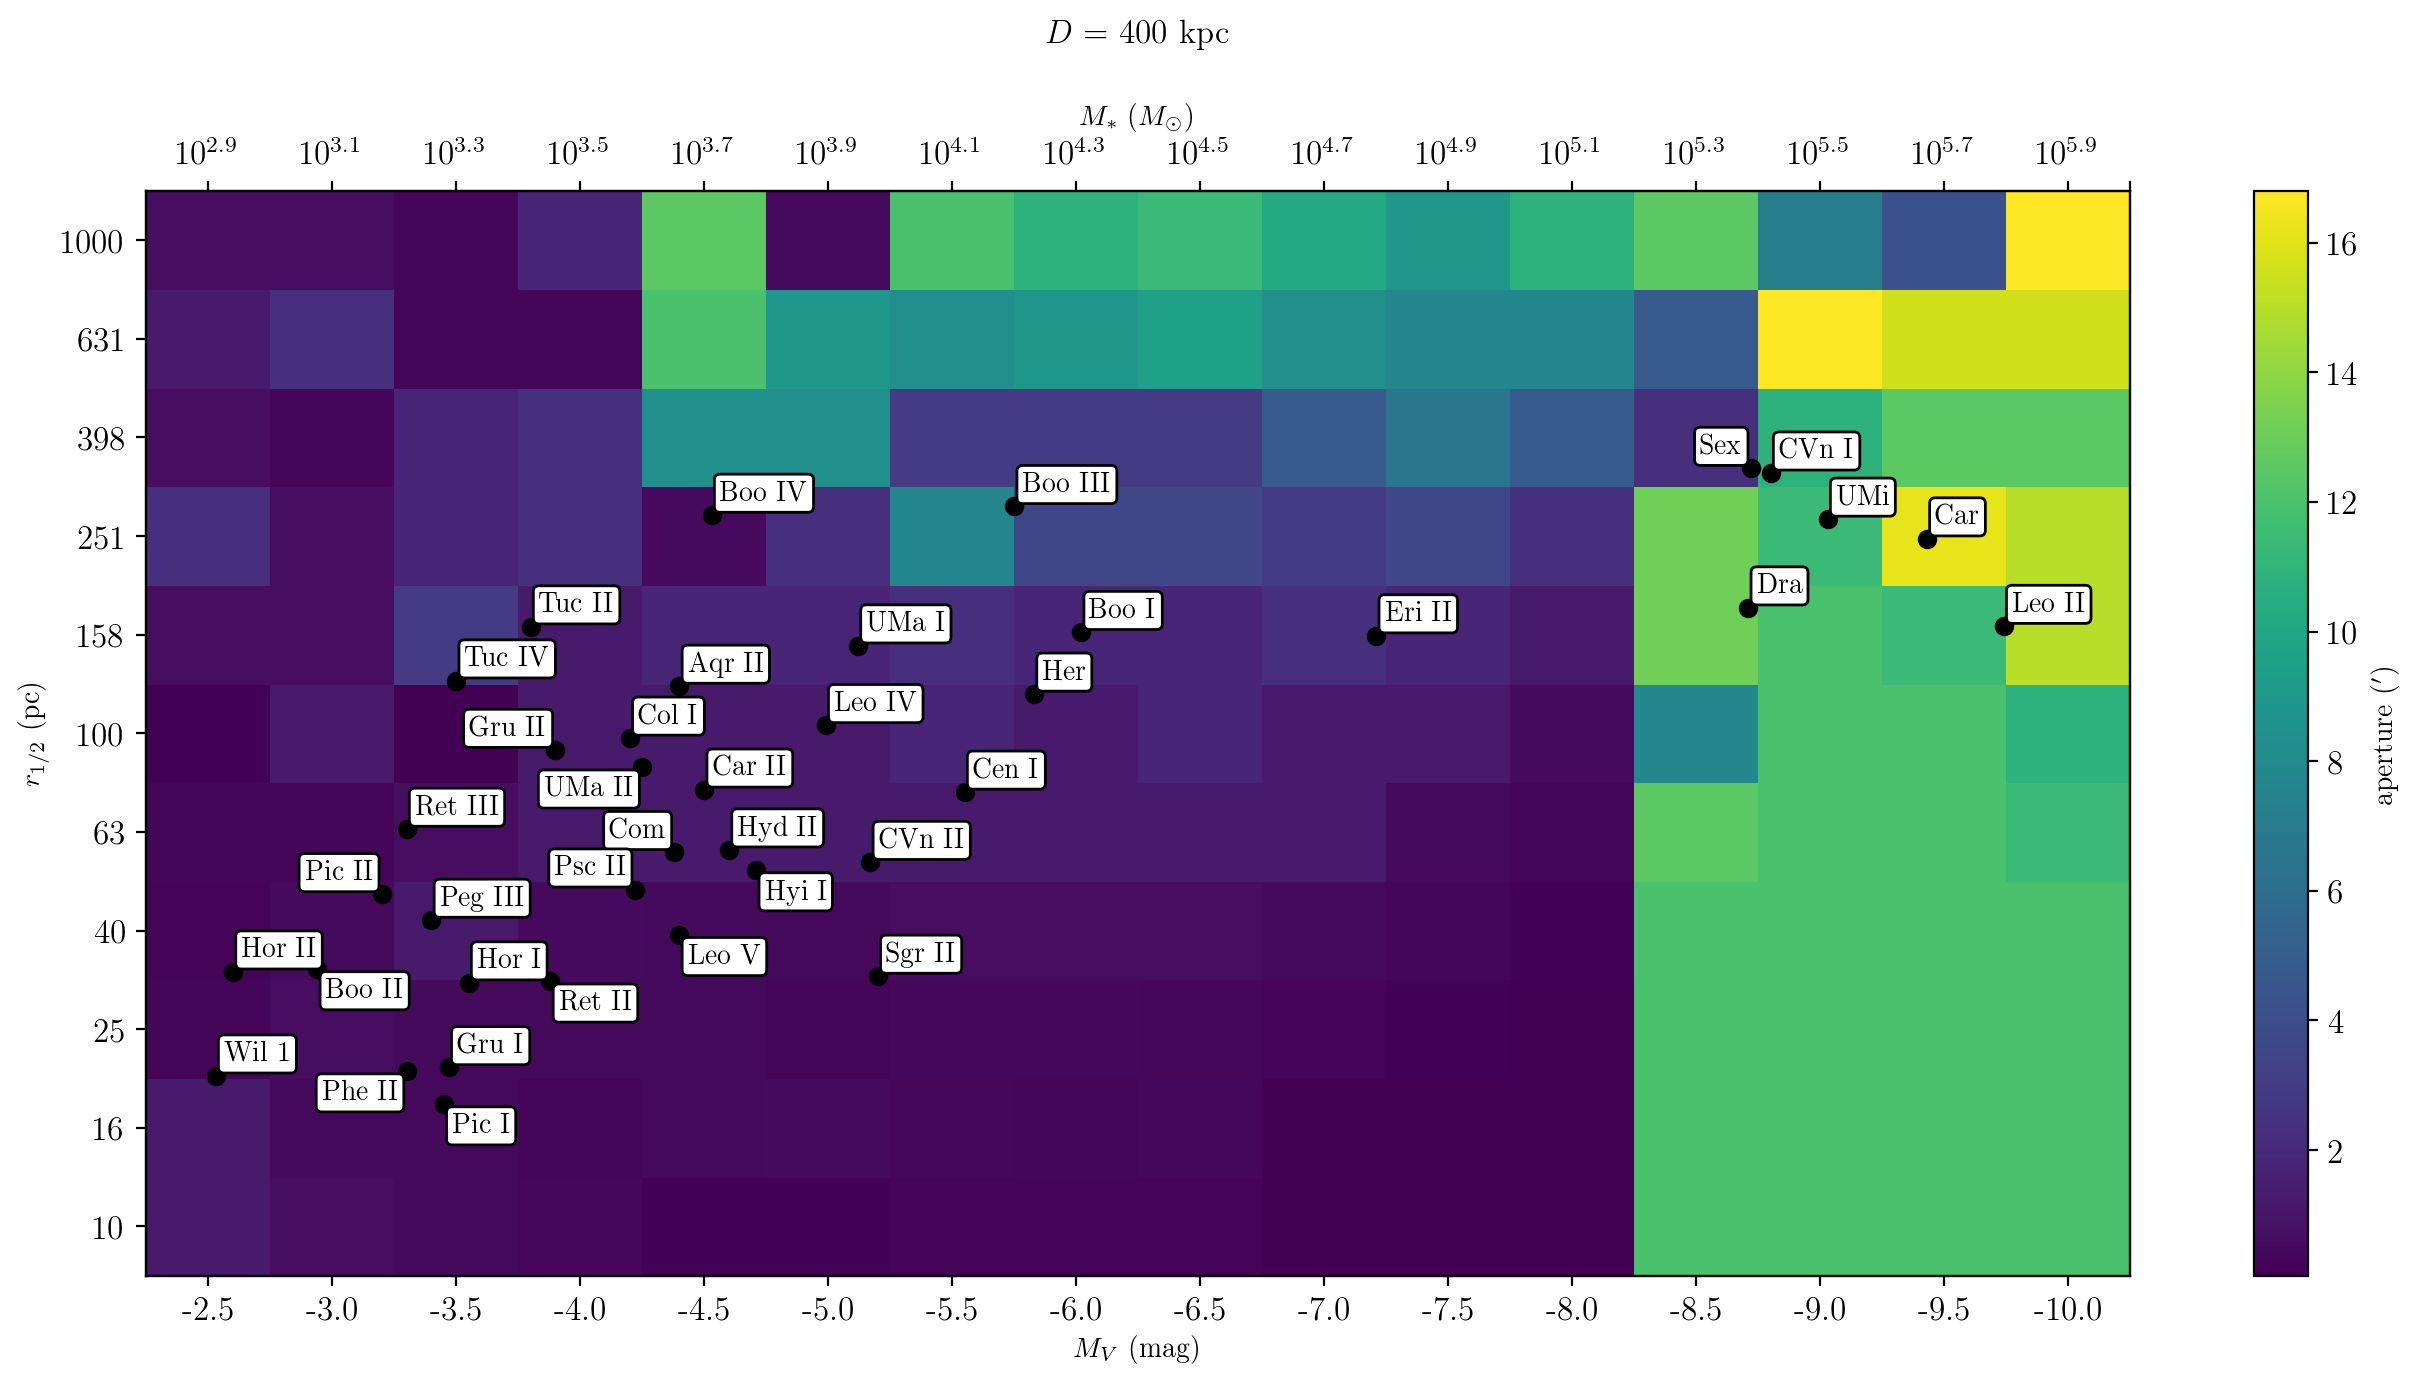 D = 400 kpc
M* (M⊙)
10^2.9 10^3.1 10^3.3 10^3.5 10^3.7 10^3.9 10^4.1 10^4.3 10^4.5 10^4.7 10^4.9 10^5.1 10^5.3 10^5.5 10^5.7 10^5.9
1000
631
398
251
158
100
63
40
25
16
10
r1/2 (pc)
Sex
CVn I
Boo IV
Boo III
UMi
Car
Dra
Tuc II
Leo II
UMa I
Boo I
Eri II
Tuc IV
Aqr II
Her
Leo IV
Col I
Gru II
Car II
Cen I
UMa II
Ret III
Com
Hyd II
CVn II
Psc II
Pic II
Hyi I
Peg III
Hor II
Hor I
Leo V
Sgr II
Boo II
Ret II
Wil 1
Gru I
Phe II
Pic I
-2.5 -3.0 -3.5 -4.0 -4.5 -5.0 -5.5 -6.0 -6.5 -7.0 -7.5 -8.0 -8.5 -9.0 -9.5 -10.0
MV (mag)
16
14
12
10
8
6
4
2
aperture (′)